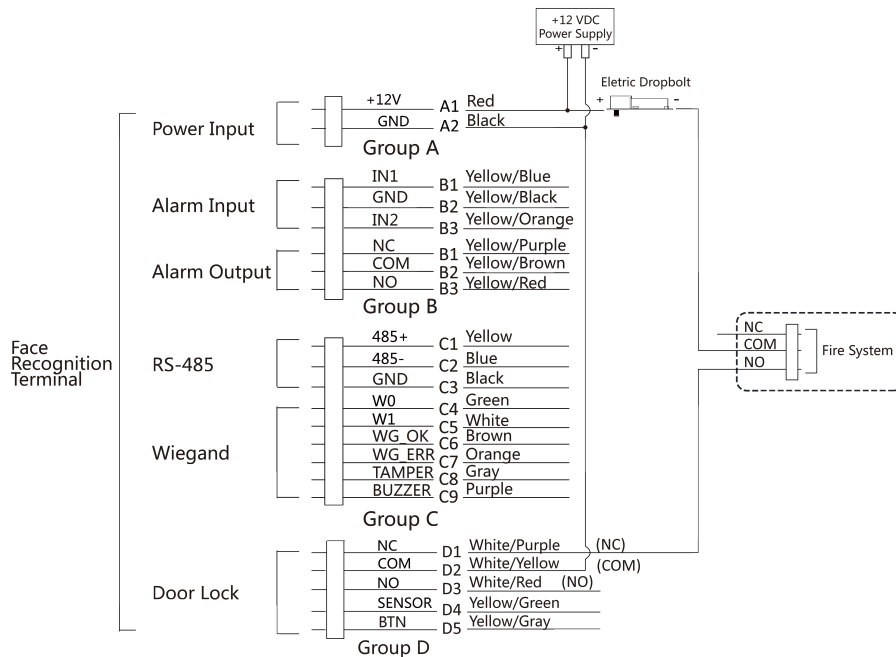 +12 VDC
Power Supply
+ -
Eletric Dropbolt
+ -
Face
Recognition
Terminal
Power Input
+12V A1 Red
GND A2 Black
Group A
Alarm Input
IN1 B1 Yellow/Blue
GND B2 Yellow/Black
IN2 B3 Yellow/Orange
Alarm Output
NC B1 Yellow/Purple
COM B2 Yellow/Brown
NO B3 Yellow/Red
Group B
RS-485
485+ C1 Yellow
485- C2 Blue
GND C3 Black
Wiegand
W0 C4 Green
W1 C5 White
WG_OK C6 Brown
WG_ERR C7 Orange
TAMPER C8 Gray
BUZZER C9 Purple
Group C
Door Lock
NC D1 White/Purple (NC)
COM D2 White/Yellow (COM)
NO D3 White/Red (NO)
SENSOR D4 Yellow/Green
BTN D5 Yellow/Gray
Group D
NC
COM
NO
Fire System